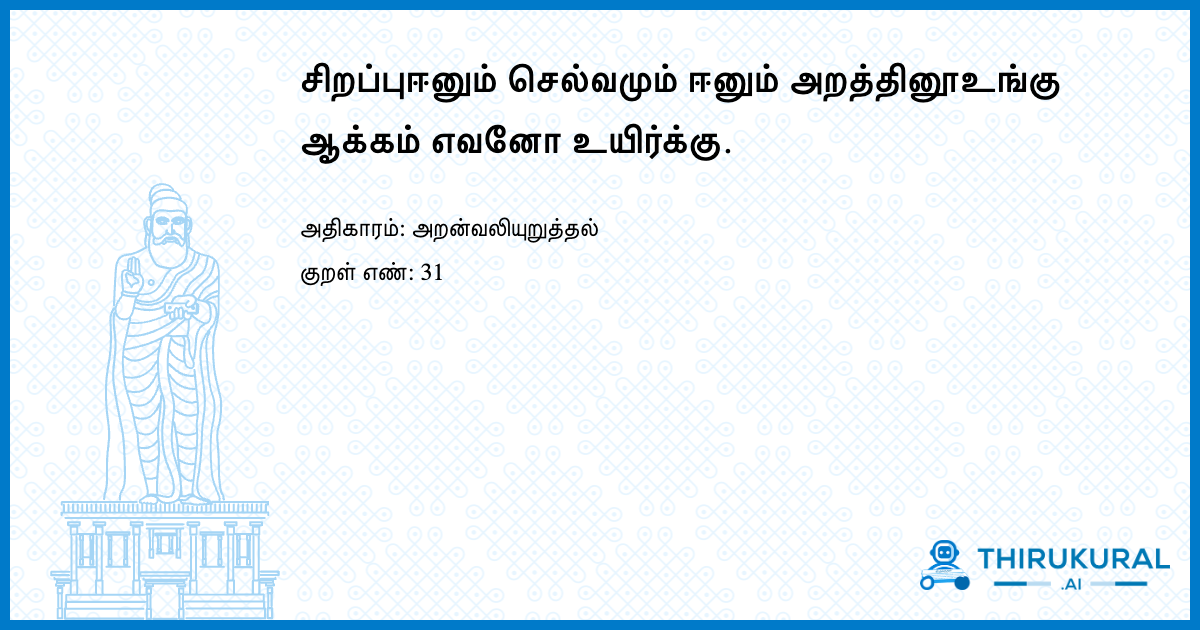 சிறப்புஈனும் செல்வமும் ஈனும் அறத்தினூஉங்கு
ஆக்கம் எவனோ உயிர்க்கு.
அதிகாரம்: அறன்வலியுறுத்தல்
குறள் எண்: 31
THIRUKURAL
.AI